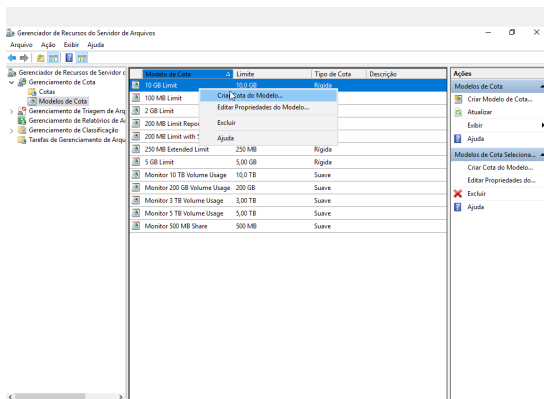 Gerenciador de Recursos do Servidor de Arquivos
Arquivo Ação Exibir Ajuda
Gerenciador de Recursos de Servidor c
Gerenciamento de Cota
Cotas
Modelos de Cota
Gerenciamento de Triagem de Arq
Gerenciamento de Relatórios de A
Gerenciamento de Classificação
Tarefas de Gerenciamento de Arqu
Modelo de Cota Limite Tipo de Cota Descrição
10 GB Limit 10,0 GB Rígida
100 MB Limit
2 GB Limit
200 MB Limit Repo
200 MB Limit with 5
250 MB Extended Limit 250 MB Rígida
5 GB Limit 5,00 GB Rígida
Monitor 10 TB Volume Usage 10,0 TB Suave
Monitor 200 GB Volume Usage 200 GB Suave
Monitor 3 TB Volume Usage 3,00 TB Suave
Monitor 5 TB Volume Usage 5,00 TB Suave
Monitor 500 MB Share 500 MB Suave
Criar Cota do Modelo...
Editar Propriedades do Modelo...
Excluir
Ajuda
Ações
Modelos de Cota
Criar Modelo de Cota...
Atualizar
Exibir
Ajuda
Modelos de Cota Seleciona...
Criar Cota do Modelo...
Editar Propriedades do...
Excluir
Ajuda